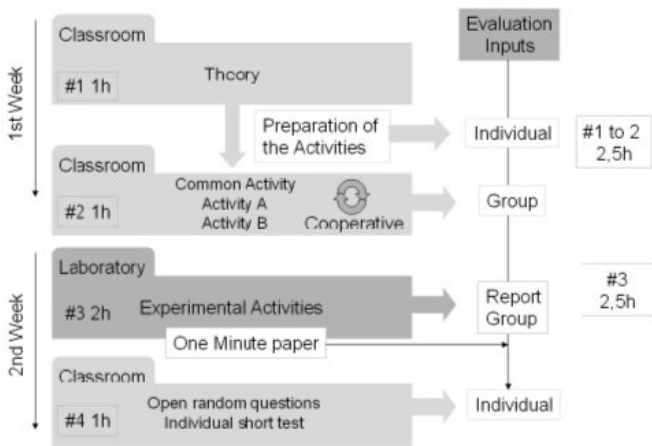 Classroom
Evaluation
Inputs
1st Week
Theory
#1 1h
Preparation of
the Activities
Individual
#1 to 2
2,5h
Classroom
Common Activity
Activity A
Activity B
Cooperative
#2 1h
Group
Laboratory
2nd Week
#3 2h
Experimental Activities
Report
Group
#3
2,5h
One Minute paper
Classroom
Open random questions
Individual short test
#4 1h
Individual